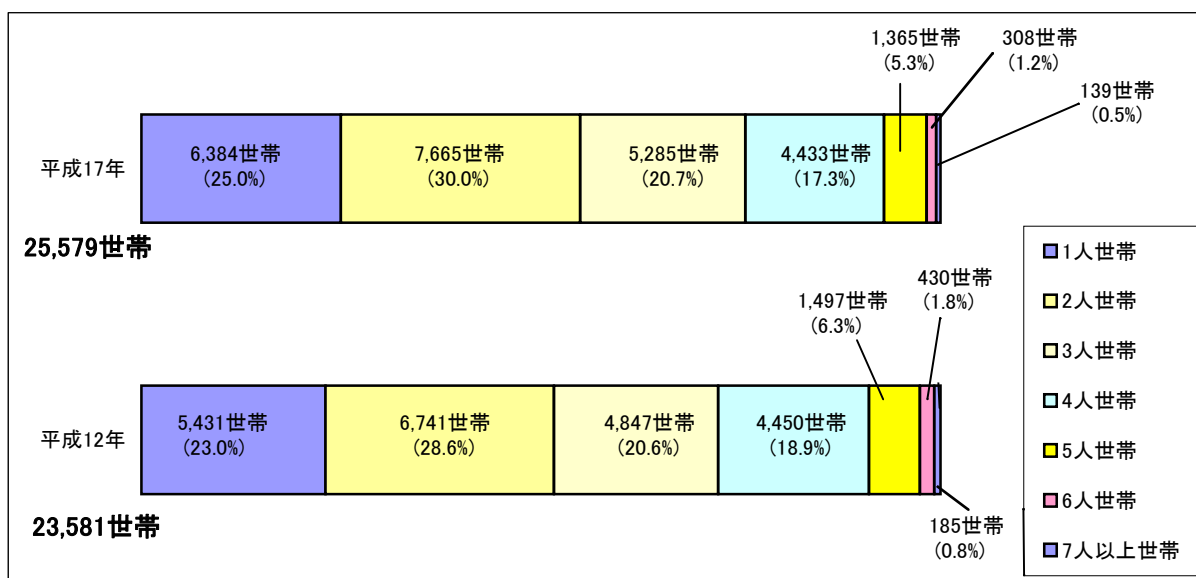 1,365世帯
(5.3%)
308世帯
(1.2%)
139世帯
(0.5%)
平成17年
6,384世帯
(25.0%)
7,665世帯
(30.0%)
5,285世帯
(20.7%)
4,433世帯
(17.3%)
25,579世帯
1,497世帯
(6.3%)
430世帯
(1.8%)
平成12年
5,431世帯
(23.0%)
6,741世帯
(28.6%)
4,847世帯
(20.6%)
4,450世帯
(18.9%)
185世帯
(0.8%)
23,581世帯
1人世帯
2人世帯
3人世帯
4人世帯
5人世帯
6人世帯
7人以上世帯